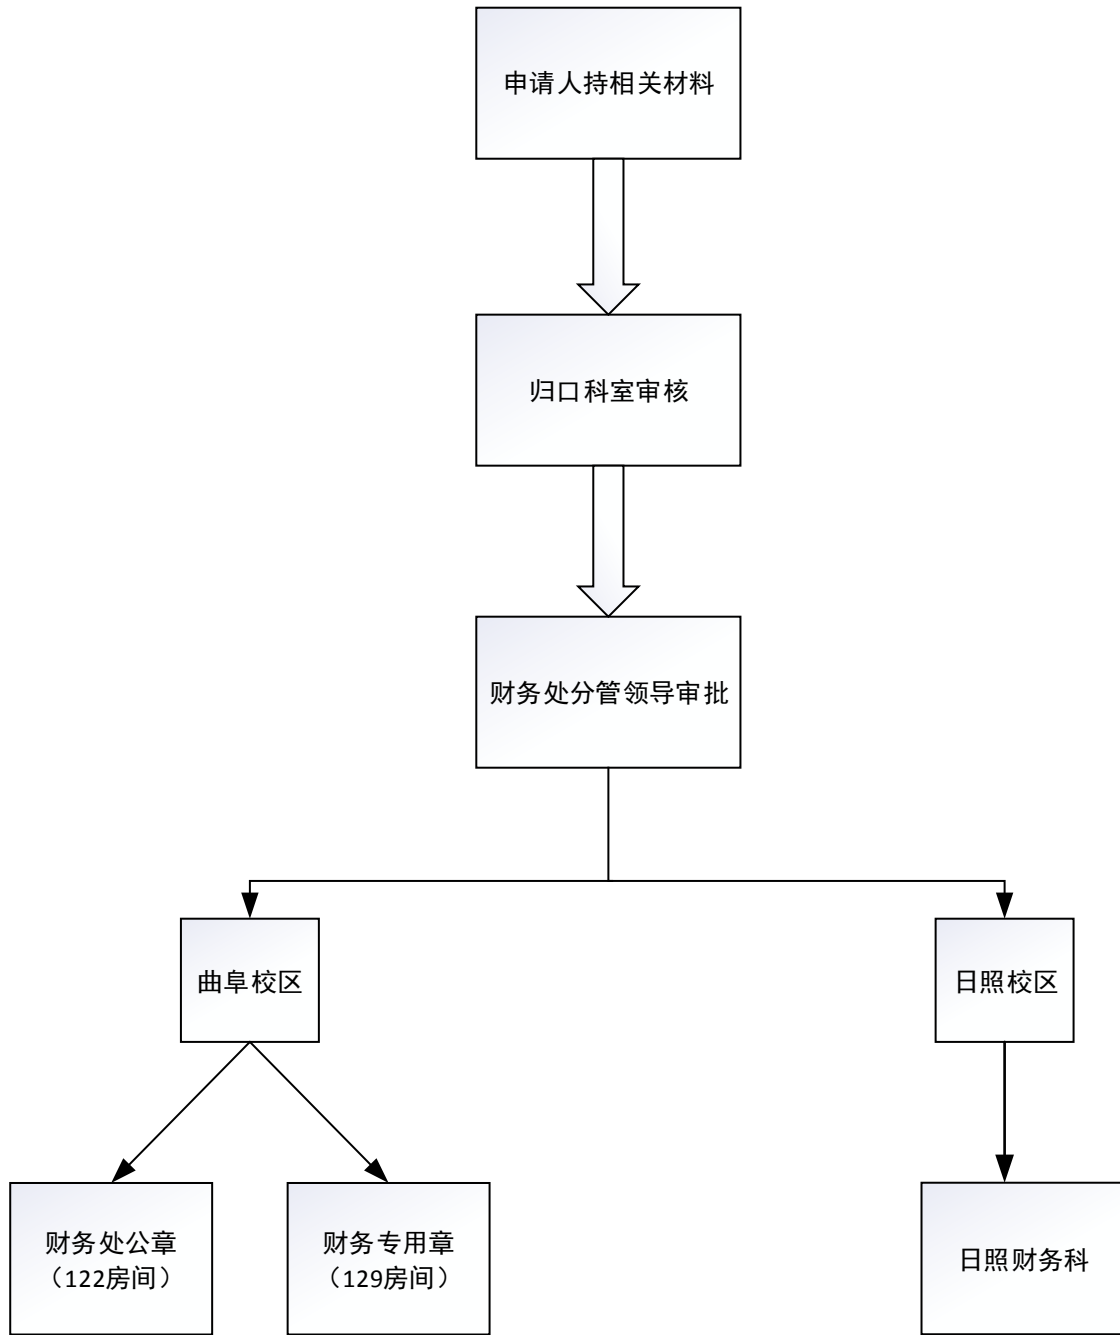 申请人持相关材料
归口科室审核
财务处分管领导审批
曲阜校区
日照校区
财务处公章
（122房间）
财务专用章
（129房间）
日照财务科